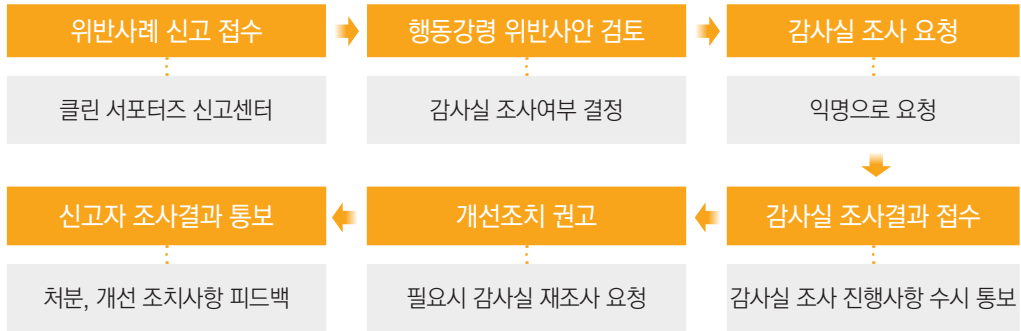 위반사례 신고 접수
클린 서포터즈 신고센터
행동강령 위반사안 검토
감사실 조사여부 결정
감사실 조사 요청
익명으로 요청
감사실 조사결과 접수
감사실 조사 진행사항 수시 통보
개선조치 권고
필요시 감사실 재조사 요청
신고자 조사결과 통보
처분, 개선 조치사항 피드백